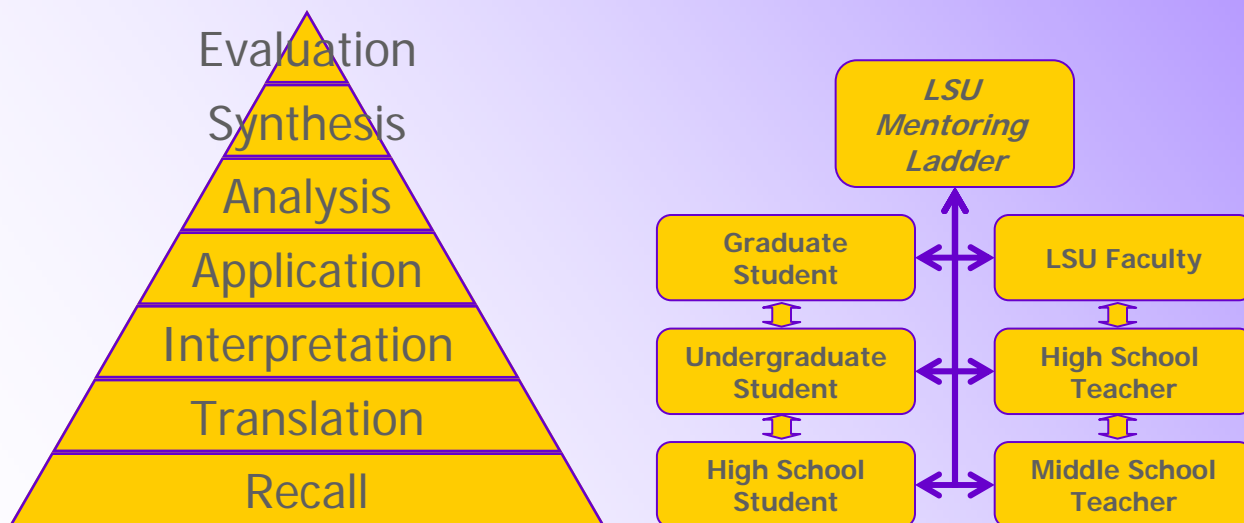 Evaluation
Synthesis
Analysis
Application
Interpretation
Translation
Recall
LSU
Mentoring
Ladder
Graduate
Student
LSU Faculty
Undergraduate
Student
High School
Teacher
High School
Student
Middle School
Teacher